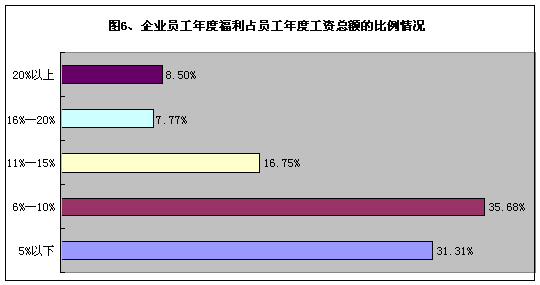 图6、企业员工年度福利占员工年度工资总额的比例情况
20%以上 8.50%
16%—20% 7.77%
11%—15% 16.75%
6%—10% 35.68%
5%以下 31.31%